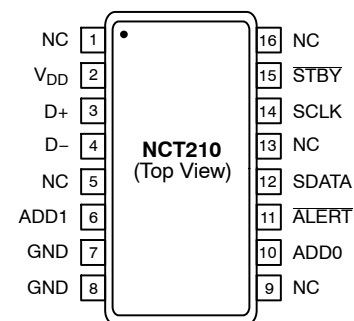 NC 1 16 NC
VDD 2 15 STBY
D+ 3 14 SCLK
D− 4 13 NC
NCT210
(Top View)
NC 5 12 SDATA
ADD1 6 11 ALERT
GND 7 10 ADD0
GND 8 9 NC